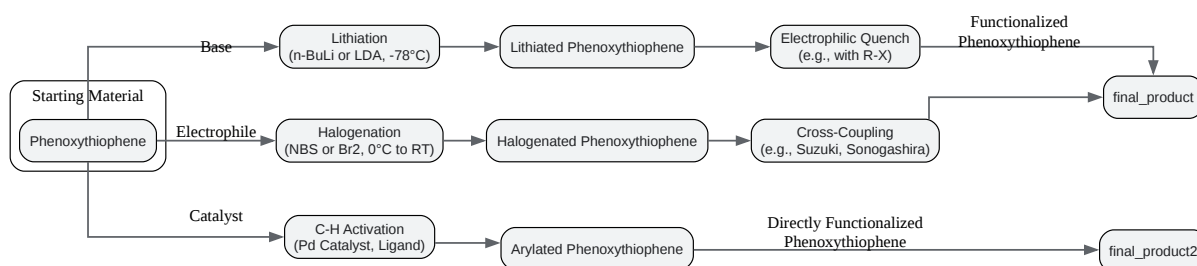 Starting Material
Phenoxythiophene
Base
Lithiation
(n-BuLi or LDA, -78°C)
Lithiated Phenoxythiophene
Electrophilic Quench
(e.g., with R-X)
Functionalized
Phenoxythiophene
final_product
Electrophile
Halogenation
(NBS or Br2, 0°C to RT)
Halogenated Phenoxythiophene
Cross-Coupling
(e.g., Suzuki, Sonogashira)
Catalyst
C-H Activation
(Pd Catalyst, Ligand)
Arylated Phenoxythiophene
Directly Functionalized
Phenoxythiophene
final_product2